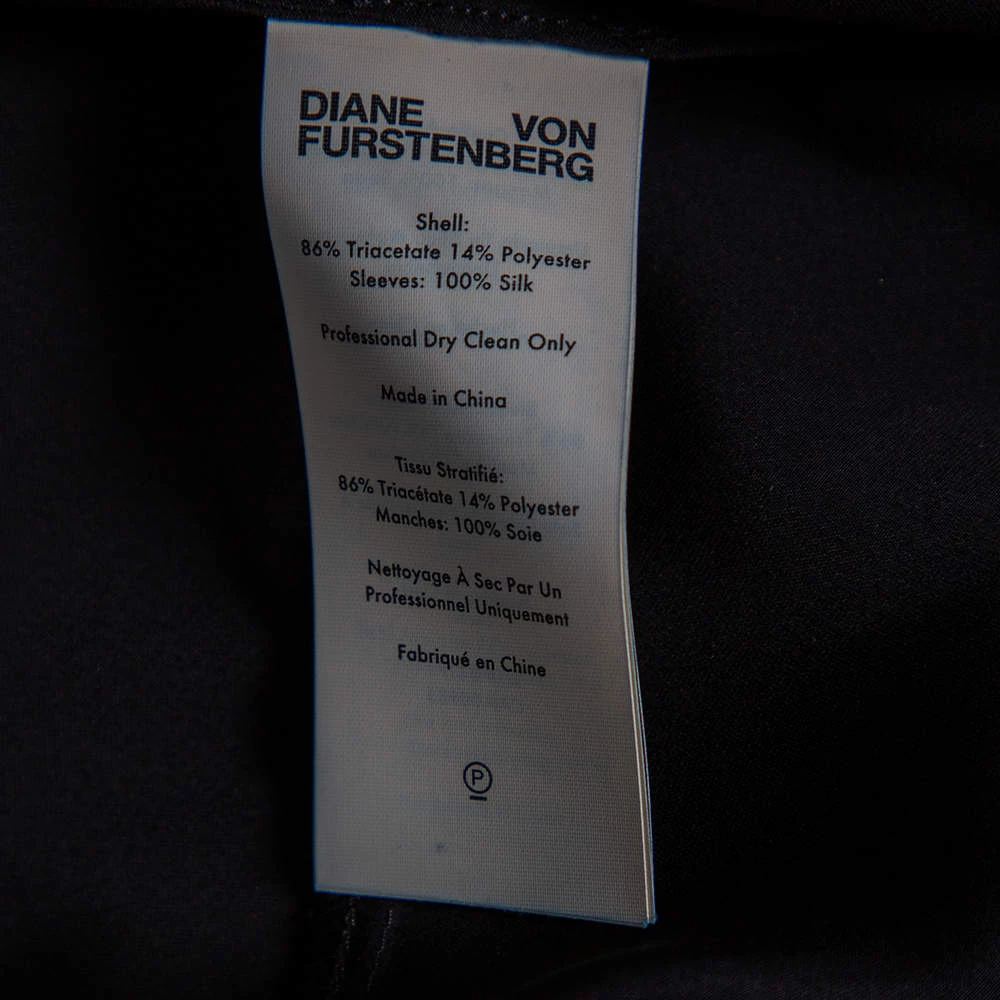 DIANE VON
FURSTENBERG
Shell:
86% Triacetate 14% Polyester
Sleeves: 100% Silk
Professional Dry Clean Only
Made in China
Tissu Stratifié:
86% Triacétate 14% Polyester
Manches: 100% Soie
Nettoyage À Sec Par Un
Professionnel Uniquement
Fabriqué en Chine
P